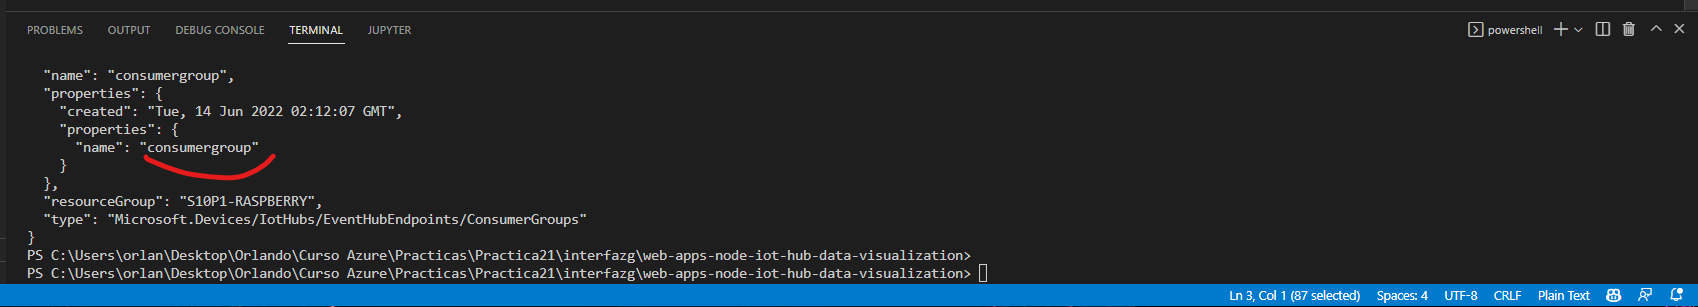 PROBLEMS OUTPUT DEBUG CONSOLE TERMINAL JUPYTER powershell
"name": "consumergroup",
"properties": {
"created": "Tue, 14 Jun 2022 02:12:07 GMT",
"properties": {
"name": "consumergroup"
}
},
"resourceGroup": "S10P1-RASPBERRY",
"type": "Microsoft.Devices/IotHubs/EventHubEndpoints/ConsumerGroups"
}
PS C:\Users\orlan\Desktop\Orlando\Curso Azure\Practicas\Practica21\interfazg\web-apps-node-iot-hub-data-visualization>
PS C:\Users\orlan\Desktop\Orlando\Curso Azure\Practicas\Practica21\interfazg\web-apps-node-iot-hub-data-visualization>
Ln 3, Col 1 (87 selected) Spaces: 4 UTF-8 CRLF Plain Text